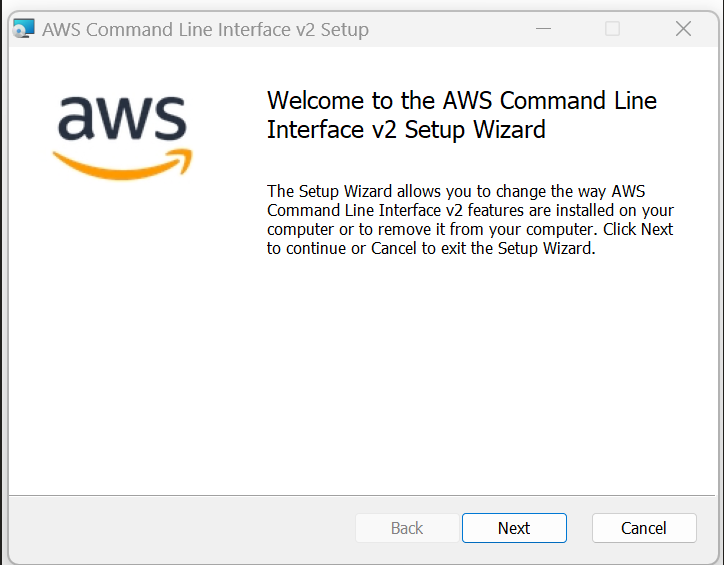 AWS Command Line Interface v2 Setup
aws
Welcome to the AWS Command Line
Interface v2 Setup Wizard
The Setup Wizard allows you to change the way AWS
Command Line Interface v2 features are installed on your
computer or to remove it from your computer. Click Next
to continue or Cancel to exit the Setup Wizard.
Back Next Cancel